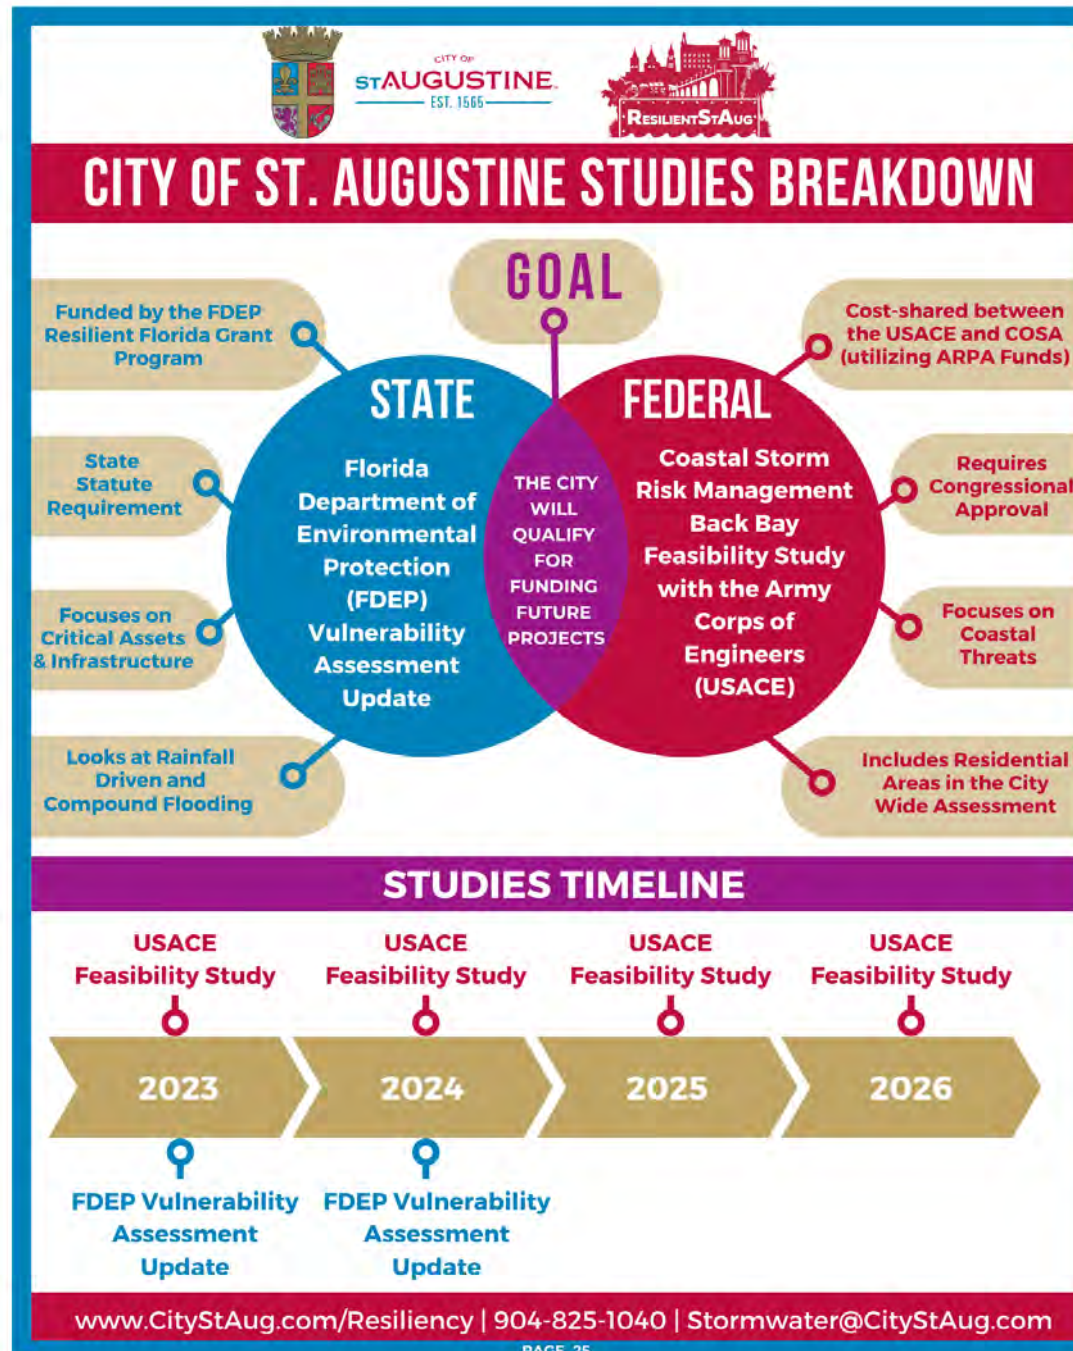 CITY OF
STAUGUSTINE
EST. 1565
RESILIENTSTAUG
CITY OF ST. AUGUSTINE STUDIES BREAKDOWN
GOAL
Funded by the FDEP
Resilient Florida Grant
Program
State
Statute
Requirement
Focuses on
Critical Assets
& Infrastructure
Looks at Rainfall
Driven and
Compound Flooding
STATE
Florida
Department of
Environmental
Protection
(FDEP)
Vulnerability
Assessment
Update
THE CITY
WILL
QUALIFY
FOR
FUNDING
FUTURE
PROJECTS
FEDERAL
Coastal Storm
Risk Management
Back Bay
Feasibility Study
with the Army
Corps of
Engineers
(USACE)
Cost-shared between
the USACE and COSA
(utilizing ARPA Funds)
Requires
Congressional
Approval
Focuses on
Coastal
Threats
Includes Residential
Areas in the City
Wide Assessment
STUDIES TIMELINE
USACE
Feasibility Study
USACE
Feasibility Study
USACE
Feasibility Study
USACE
Feasibility Study
2023
2024
2025
2026
FDEP Vulnerability
Assessment
Update
FDEP Vulnerability
Assessment
Update
www.CityStAug.com/Resiliency | 904-825-1040 | Stormwater@CityStAug.com
PAGE 25